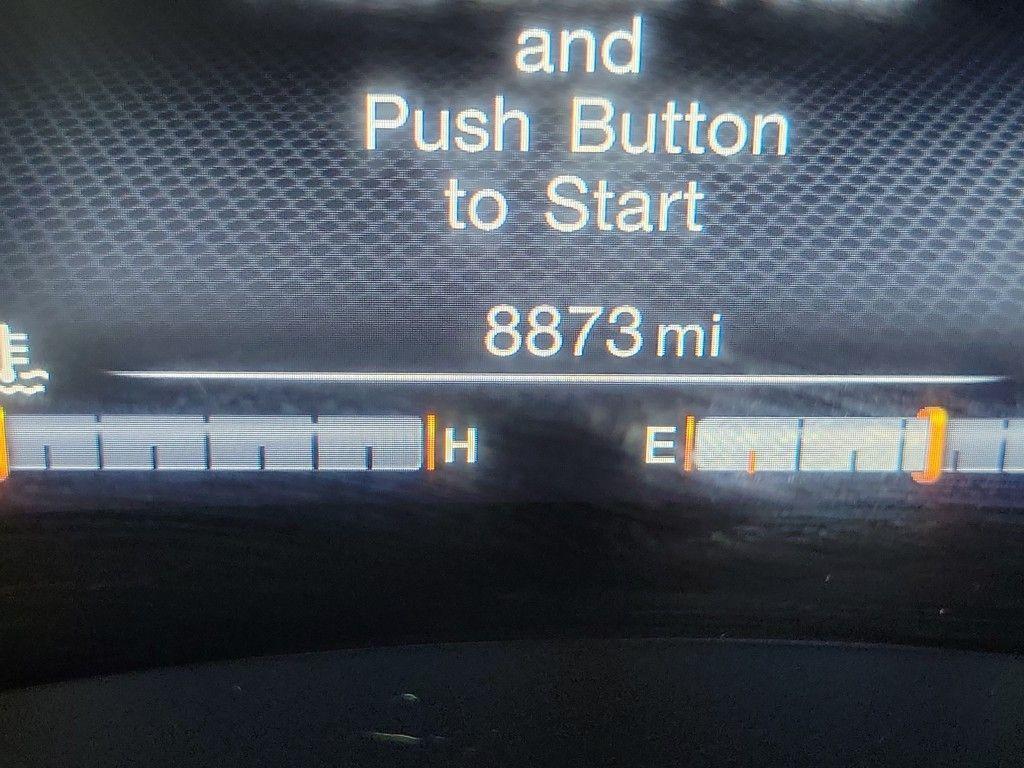 and
Push Button
to Start
8873 mi
H E